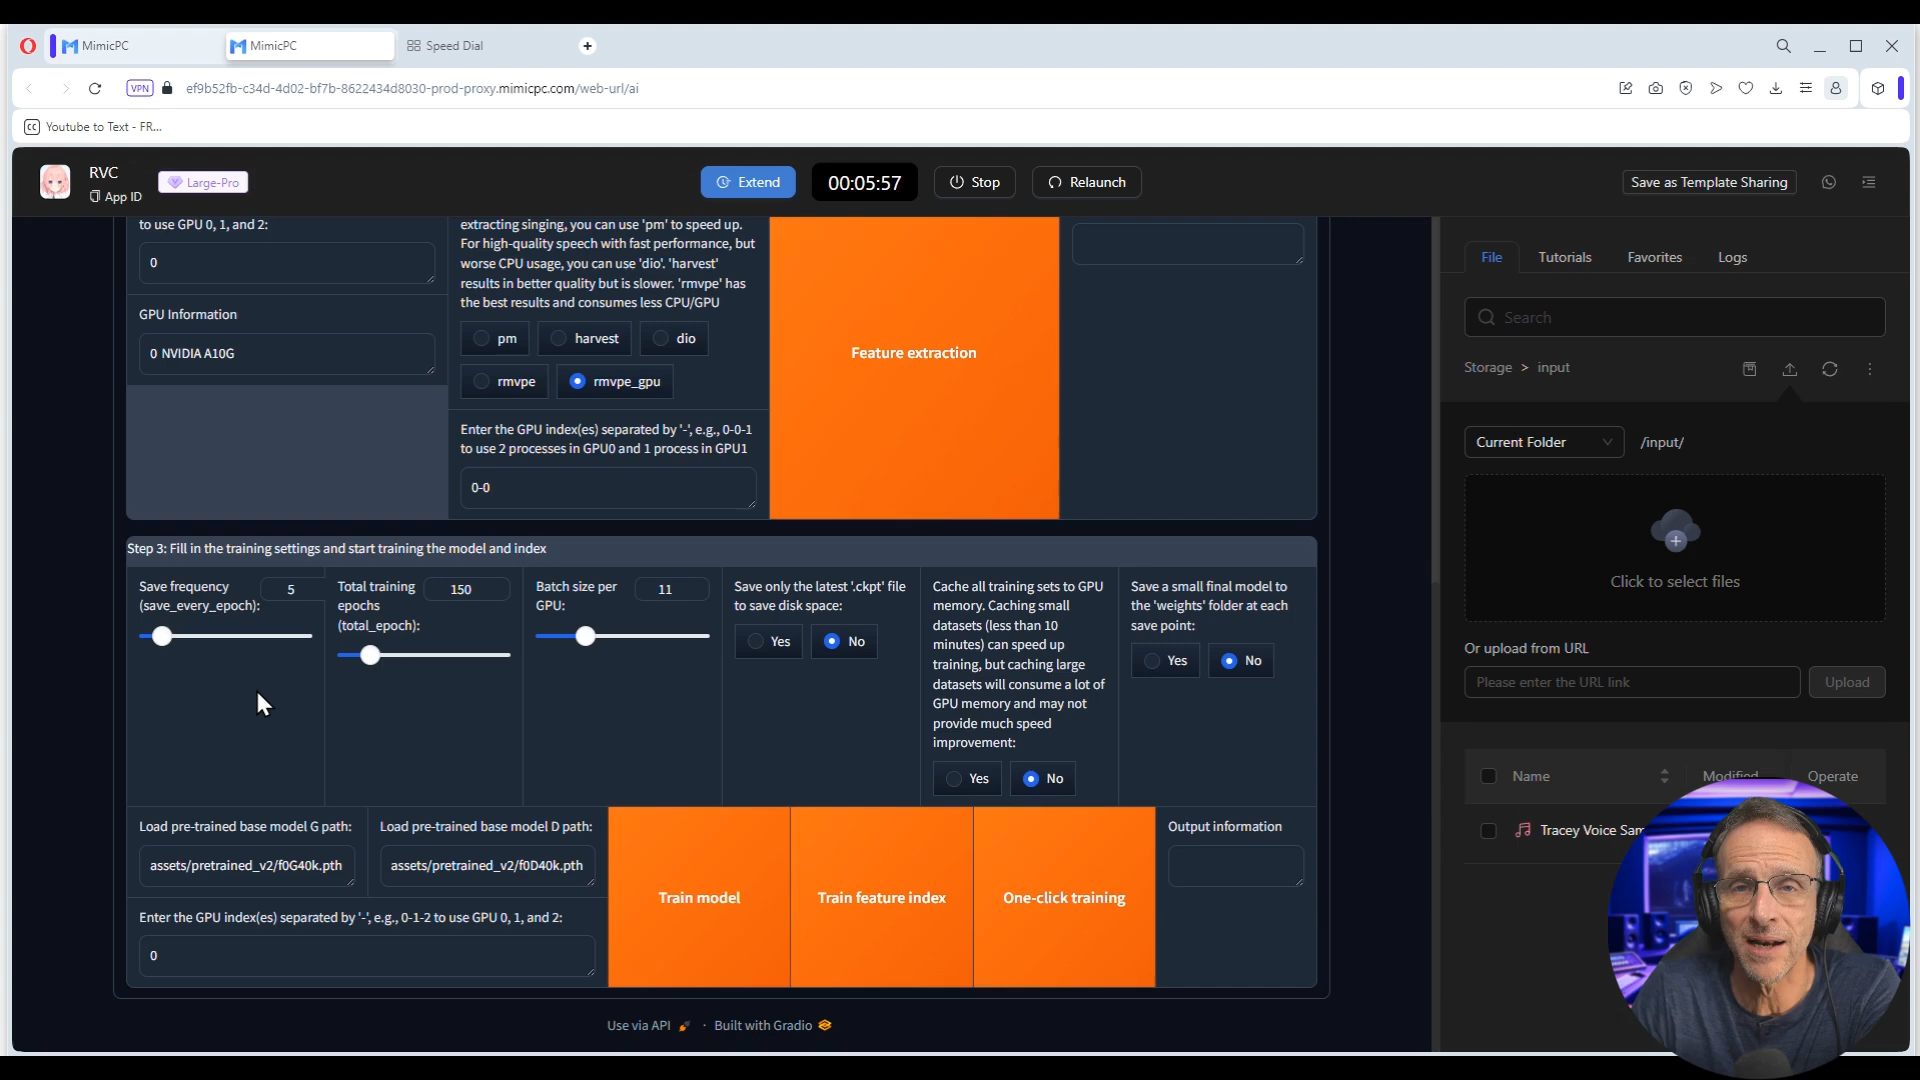 MimicPC
MimicPC
Speed Dial
VPN
ef9b52fb-c34d-4d02-bf7b-8622434d8030-prod-proxy.mimicpc.com/web-url/ai
CC Youtube to Text - FR...
RVC
App ID
Large-Pro
Extend
00:05:57
Stop
Relaunch
Save as Template Sharing
to use GPU 0, 1, and 2:
0
GPU Information
0 NVIDIA A10G
extracting singing, you can use 'pm' to speed up.
For high-quality speech with fast performance, but
worse CPU usage, you can use 'dio'. 'harvest'
results in better quality but is slower. 'rmvpe' has
the best results and consumes less CPU/GPU
pm
harvest
dio
rmvpe
rmvpe_gpu
Enter the GPU index(es) separated by '-', e.g., 0-0-1
to use 2 processes in GPU0 and 1 process in GPU1
0-0
Feature extraction
Step 3: Fill in the training settings and start training the model and index
Save frequency
(save_every_epoch):
5
Total training
epochs
(total_epoch):
150
Batch size per
GPU:
11
Save only the latest '.ckpt' file
to save disk space:
Yes
No
Cache all training sets to GPU
memory. Caching small
datasets (less than 10
minutes) can speed up
training, but caching large
datasets will consume a lot of
GPU memory and may not
provide much speed
improvement:
Yes
No
Save a small final model to
the 'weights' folder at each
save point:
Yes
No
Load pre-trained base model G path:
assets/pretrained_v2/f0G40k.pth
Load pre-trained base model D path:
assets/pretrained_v2/f0D40k.pth
Enter the GPU index(es) separated by '-', e.g., 0-1-2 to use GPU 0, 1, and 2:
0
Train model
Train feature index
One-click training
Output information
Use via API
·
Built with Gradio
File
Tutorials
Favorites
Logs
Search
Storage > input
Current Folder
/input/
Click to select files
Or upload from URL
Please enter the URL link
Upload
Name
Modified
Operate
Tracey Voice Sam